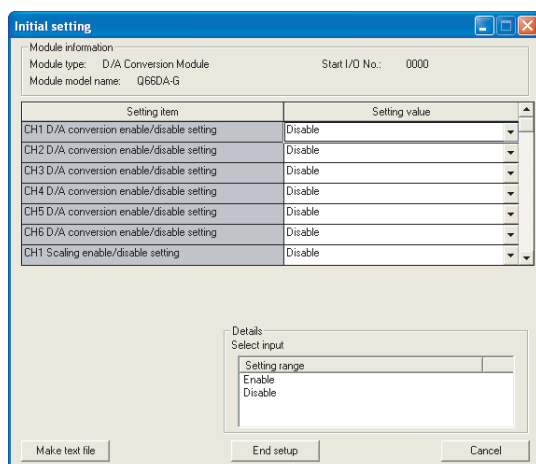 Initial setting
Module information
Module type: D/A Conversion Module Start I/O No.: 0000
Module model name: Q66DA-G
Setting item Setting value
CH1 D/A conversion enable/disable setting Disable
CH2 D/A conversion enable/disable setting Disable
CH3 D/A conversion enable/disable setting Disable
CH4 D/A conversion enable/disable setting Disable
CH5 D/A conversion enable/disable setting Disable
CH6 D/A conversion enable/disable setting Disable
CH1 Scaling enable/disable setting Disable
Details
Select input
Setting range
Enable
Disable
Make text file End setup Cancel